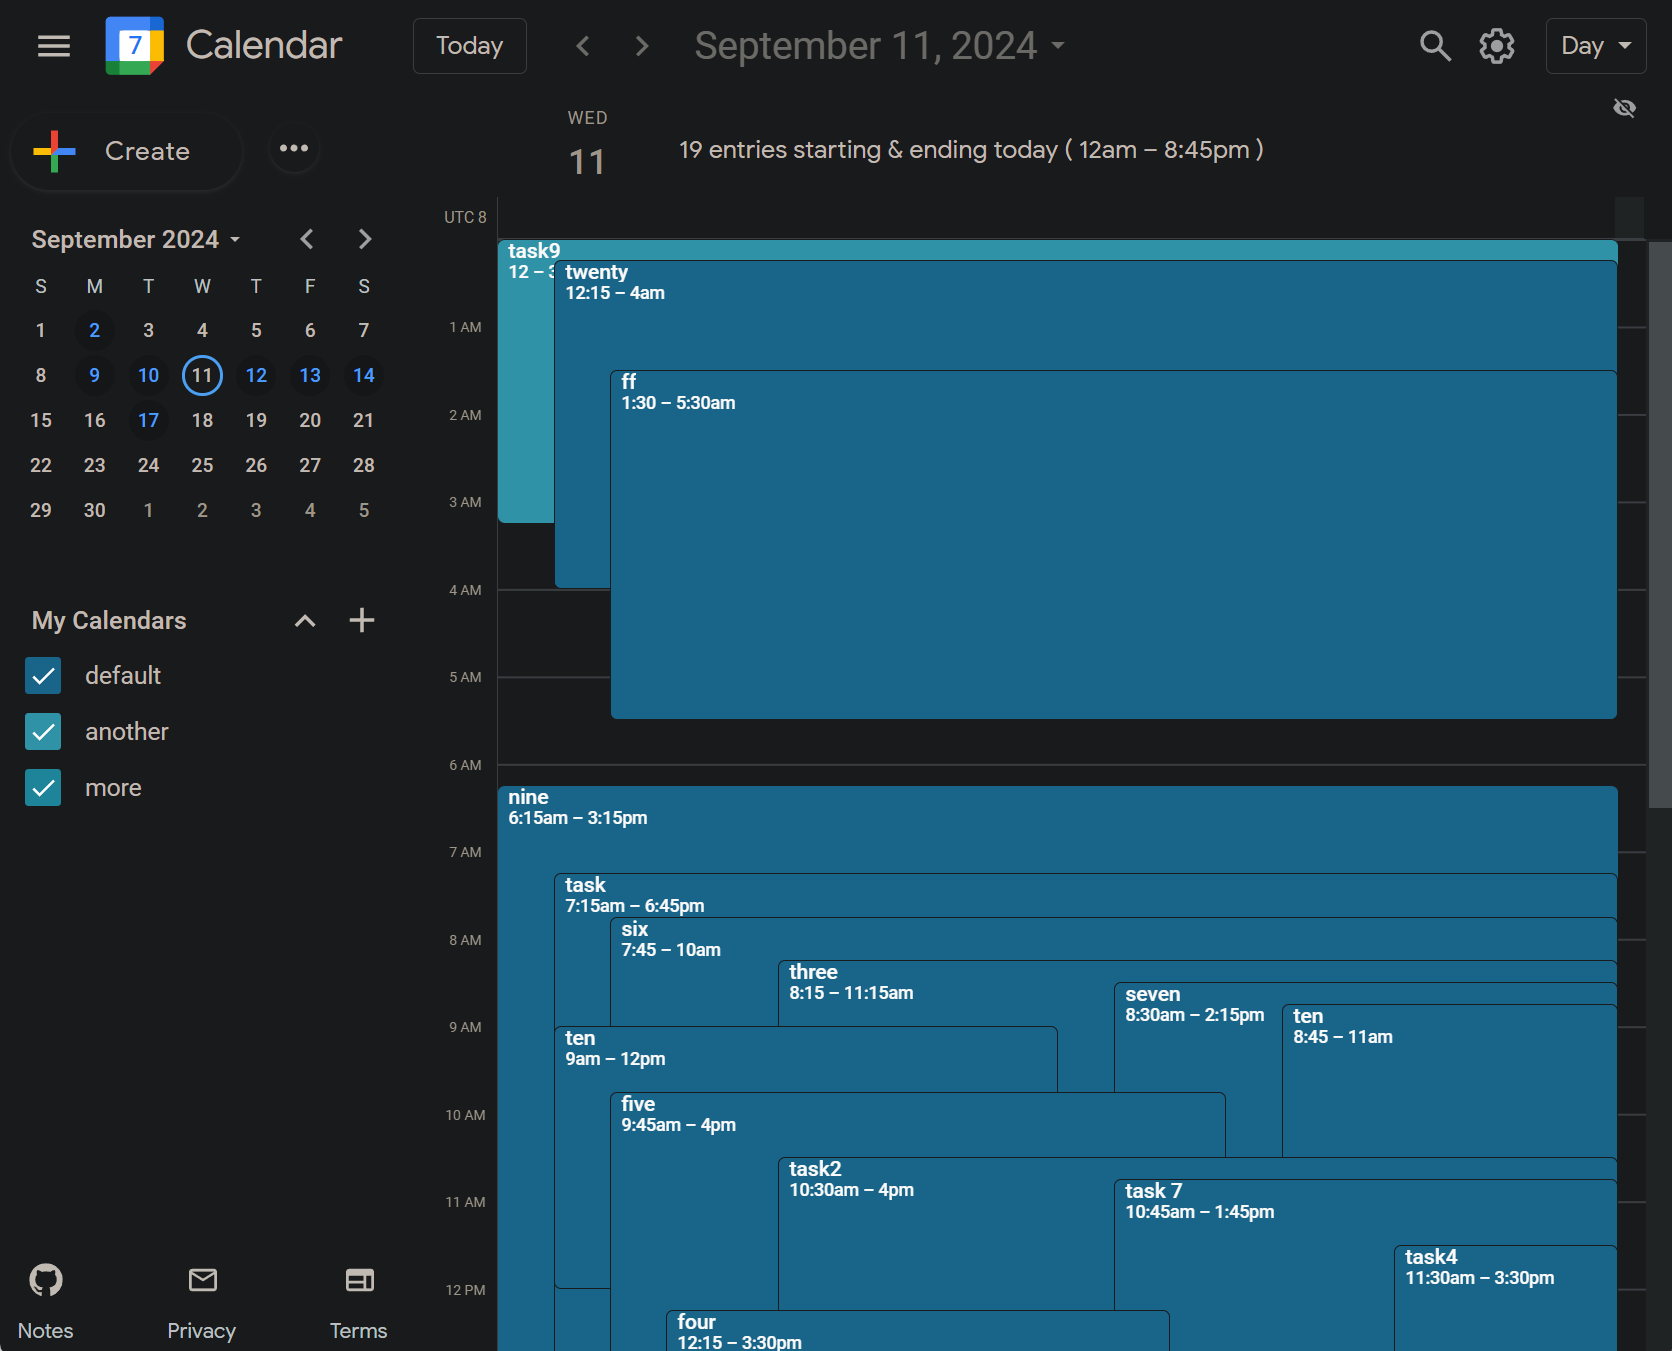 7 Calendar Today September 11, 2024 Day
WED
11
19 entries starting & ending today ( 12am – 8:45pm )
Create
UTC 8
September 2024
S M T W T F S
1 2 3 4 5 6 7
8 9 10 11 12 13 14
15 16 17 18 19 20 21
22 23 24 25 26 27 28
29 30 1 2 3 4 5
My Calendars
default
another
more
Notes Privacy Terms
1 AM
2 AM
3 AM
4 AM
5 AM
6 AM
7 AM
8 AM
9 AM
10 AM
11 AM
12 PM
task9
12 – 3
twenty
12:15 – 4am
ff
1:30 – 5:30am
nine
6:15am – 3:15pm
task
7:15am – 6:45pm
six
7:45 – 10am
three
8:15 – 11:15am
seven
8:30am – 2:15pm
ten
8:45 – 11am
ten
9am – 12pm
five
9:45am – 4pm
task2
10:30am – 4pm
task 7
10:45am – 1:45pm
task4
11:30am – 3:30pm
four
12:15 – 3:30pm